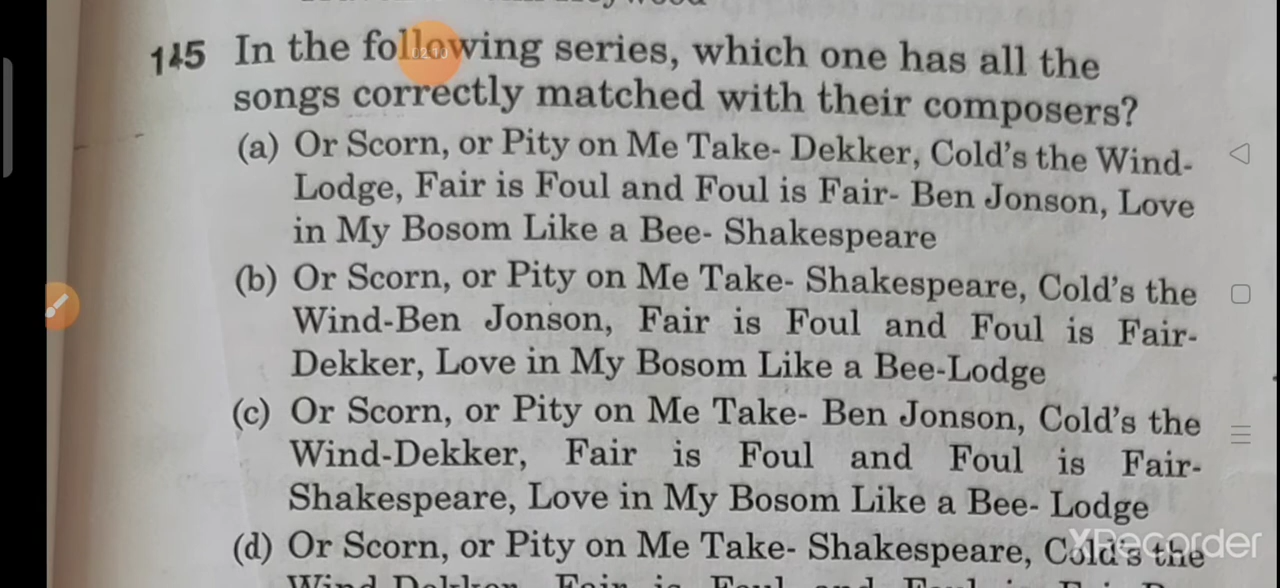 145 In the following series, which one has all the
02:10
songs correctly matched with their composers?
(a) Or Scorn, or Pity on Me Take- Dekker, Cold's the Wind-
Lodge, Fair is Foul and Foul is Fair- Ben Jonson, Love
in My Bosom Like a Bee- Shakespeare
(b) Or Scorn, or Pity on Me Take- Shakespeare, Cold's the
Wind-Ben Jonson, Fair is Foul and Foul is Fair-
Dekker, Love in My Bosom Like a Bee-Lodge
(c) Or Scorn, or Pity on Me Take- Ben Jonson, Cold's the
Wind-Dekker, Fair is Foul and Foul is Fair-
Shakespeare, Love in My Bosom Like a Bee- Lodge
(d) Or Scorn, or Pity on Me Take- Shakespeare, Cold's the
XRecorder